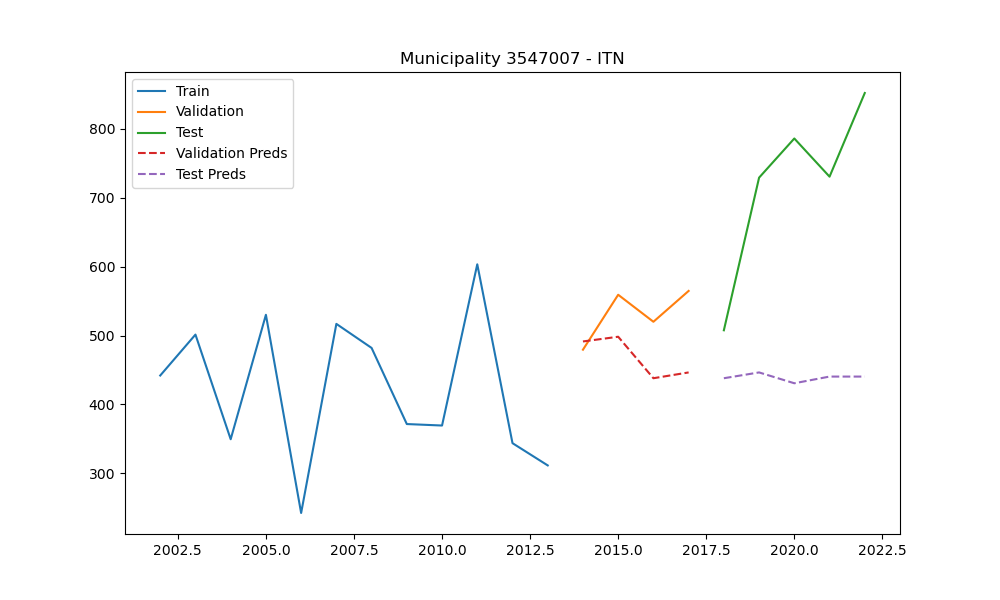 Municipality 3547007 - ITN
Train
Validation
Test
Validation Preds
Test Preds
800
700
600
500
400
300
2002.5 2005.0 2007.5 2010.0 2012.5 2015.0 2017.5 2020.0 2022.5